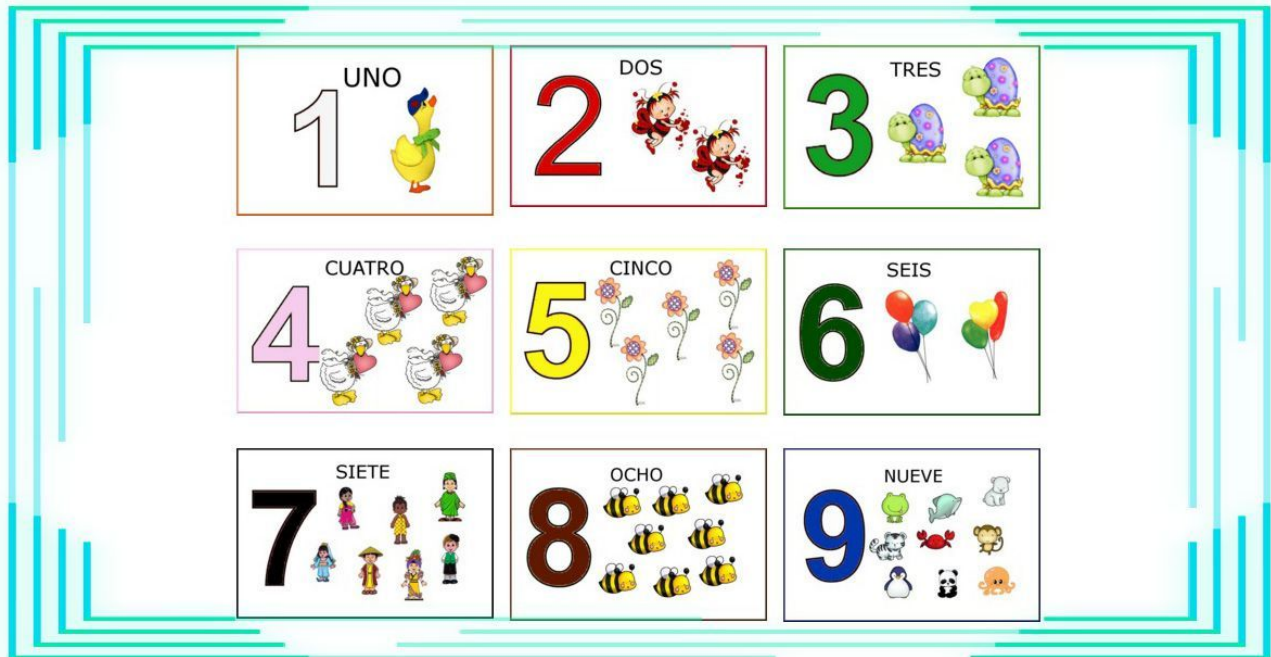 UNO
1
DOS
2
TRES
3
CUATRO
4
CINCO
5
SEIS
6
SIETE
7
OCHO
8
NUEVE
9